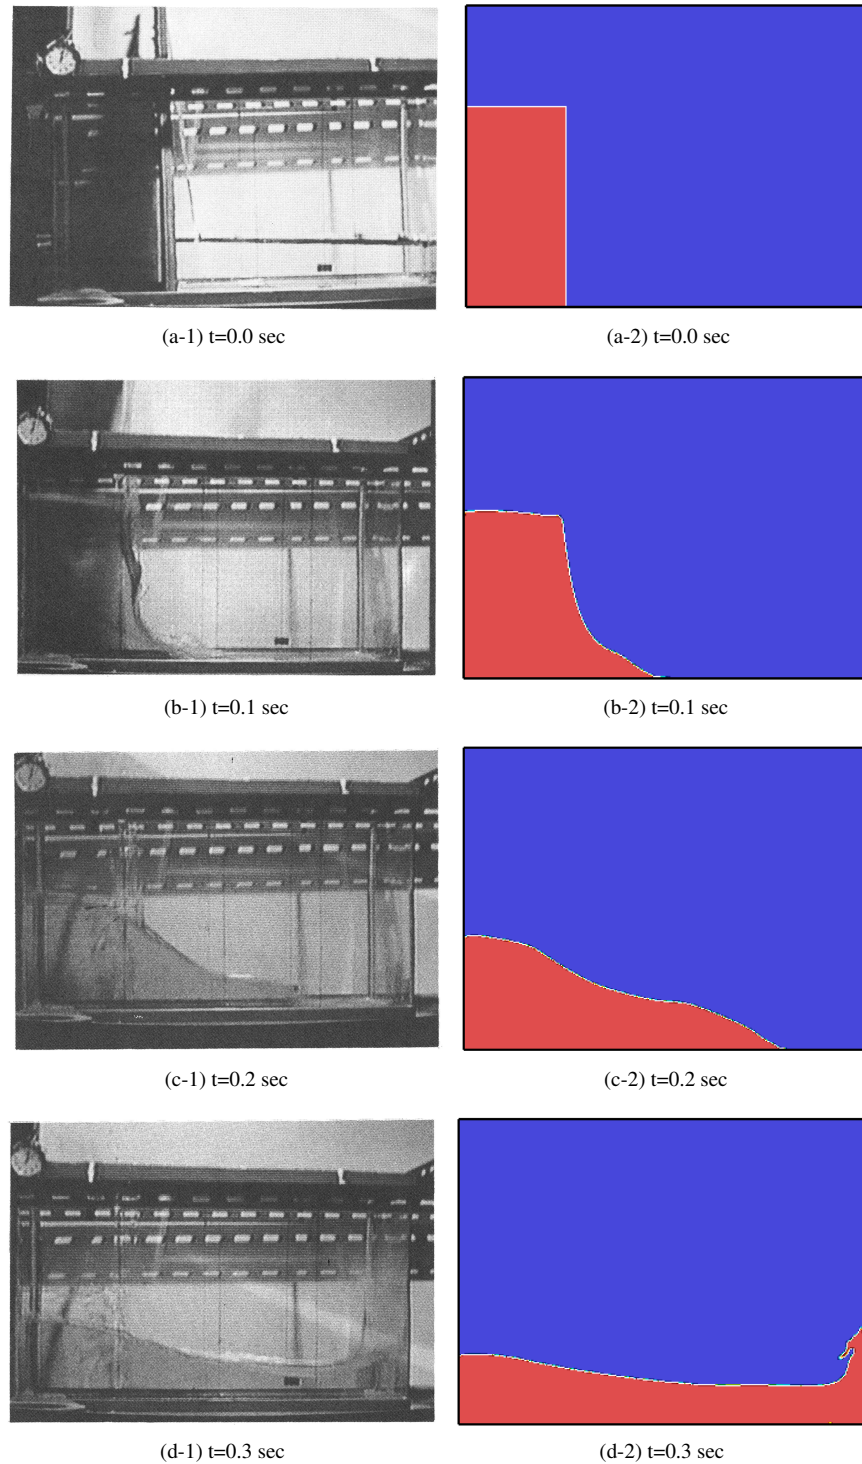 (a-1) t=0.0 sec
(a-2) t=0.0 sec
(b-1) t=0.1 sec
(b-2) t=0.1 sec
(c-1) t=0.2 sec
(c-2) t=0.2 sec
(d-1) t=0.3 sec
(d-2) t=0.3 sec